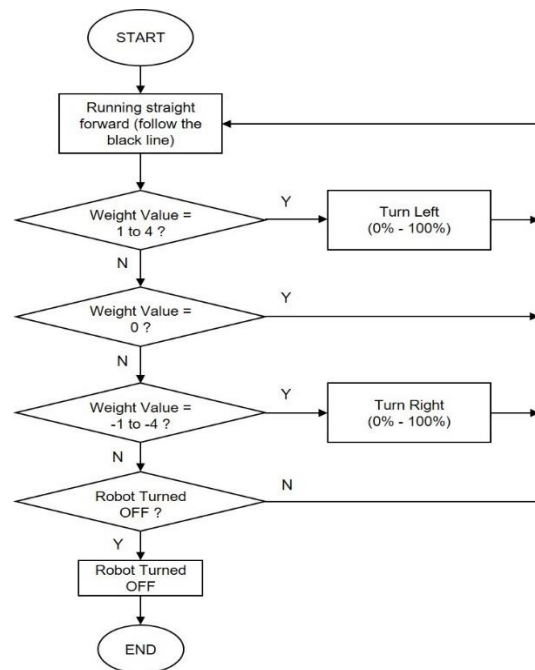 START
Running straight
forward (follow the
black line)
Weight Value =
1 to 4 ?
Y
Turn Left
(0% - 100%)
N
Weight Value =
0 ?
Y
N
Weight Value =
-1 to -4 ?
Y
Turn Right
(0% - 100%)
N
Robot Turned
OFF ?
N
Y
Robot Turned
OFF
END